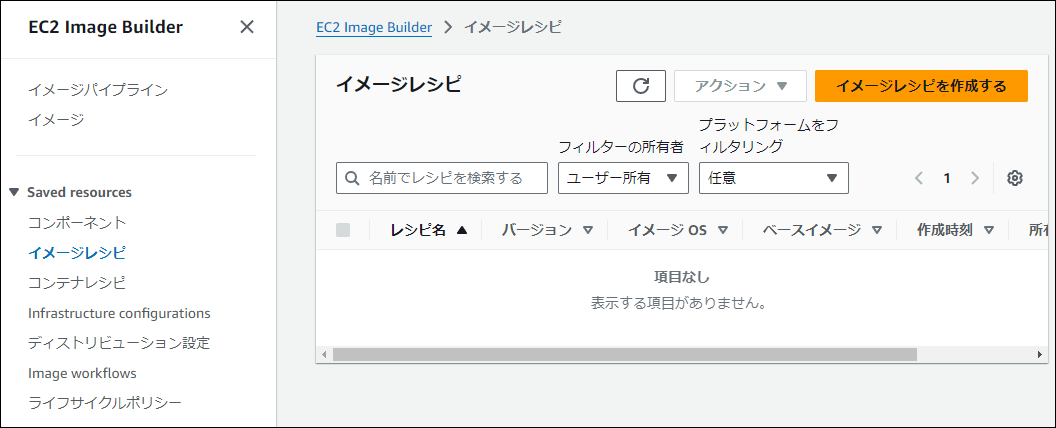 EC2 Image Builder
イメージパイプライン
イメージ
Saved resources
コンポーネント
イメージレシピ
コンテナレシピ
Infrastructure configurations
ディストリビューション設定
Image workflows
ライフサイクルポリシー
EC2 Image Builder > イメージレシピ
イメージレシピ
アクション
イメージレシピを作成する
名前でレシピを検索する
フィルターの所有者
ユーザー所有
プラットフォームをフ
ィルタリング
任意
1
レシピ名 バージョン イメージ OS ベースイメージ 作成時刻 所有
項目なし
表示する項目がありません。